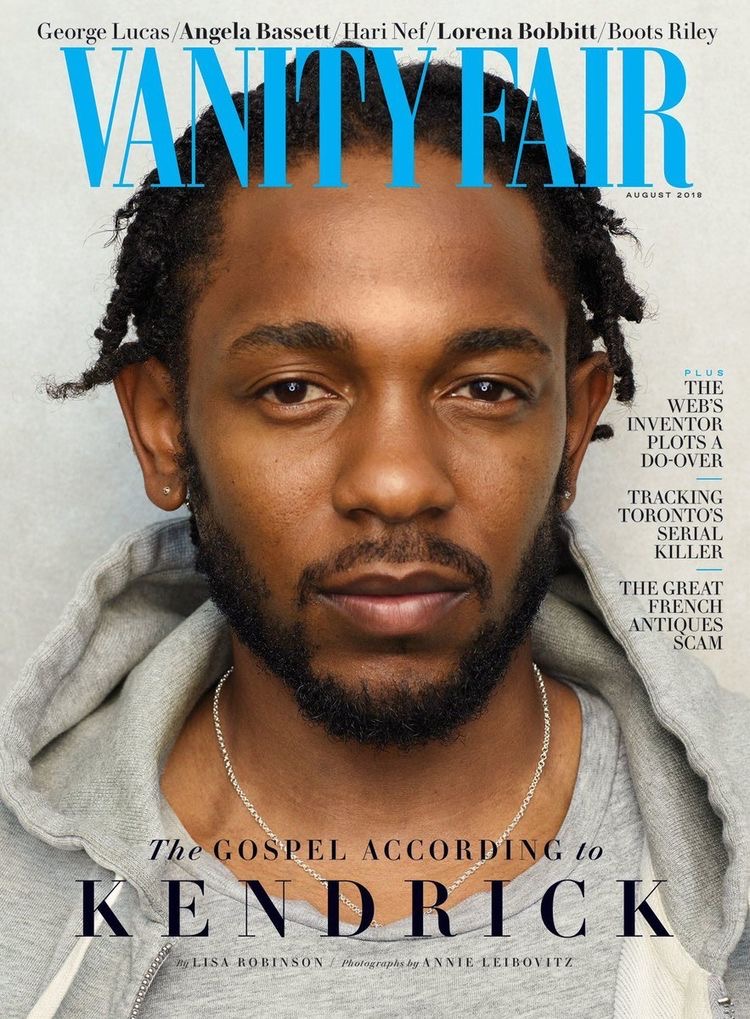 George Lucas/Angela Bassett/Hari Nef/Lorena Bobbitt/Boots Riley
VANITY FAIR
AUGUST 2018
PLUS
THE
WEB'S
INVENTOR
PLOTS A
DO-OVER
TRACKING
TORONTO'S
SERIAL
KILLER
THE GREAT
FRENCH
ANTIQUES
SCAM
The GOSPEL ACCORDING to
KENDRICK
By LISA ROBINSON / Photographs by ANNIE LEIBOVITZ